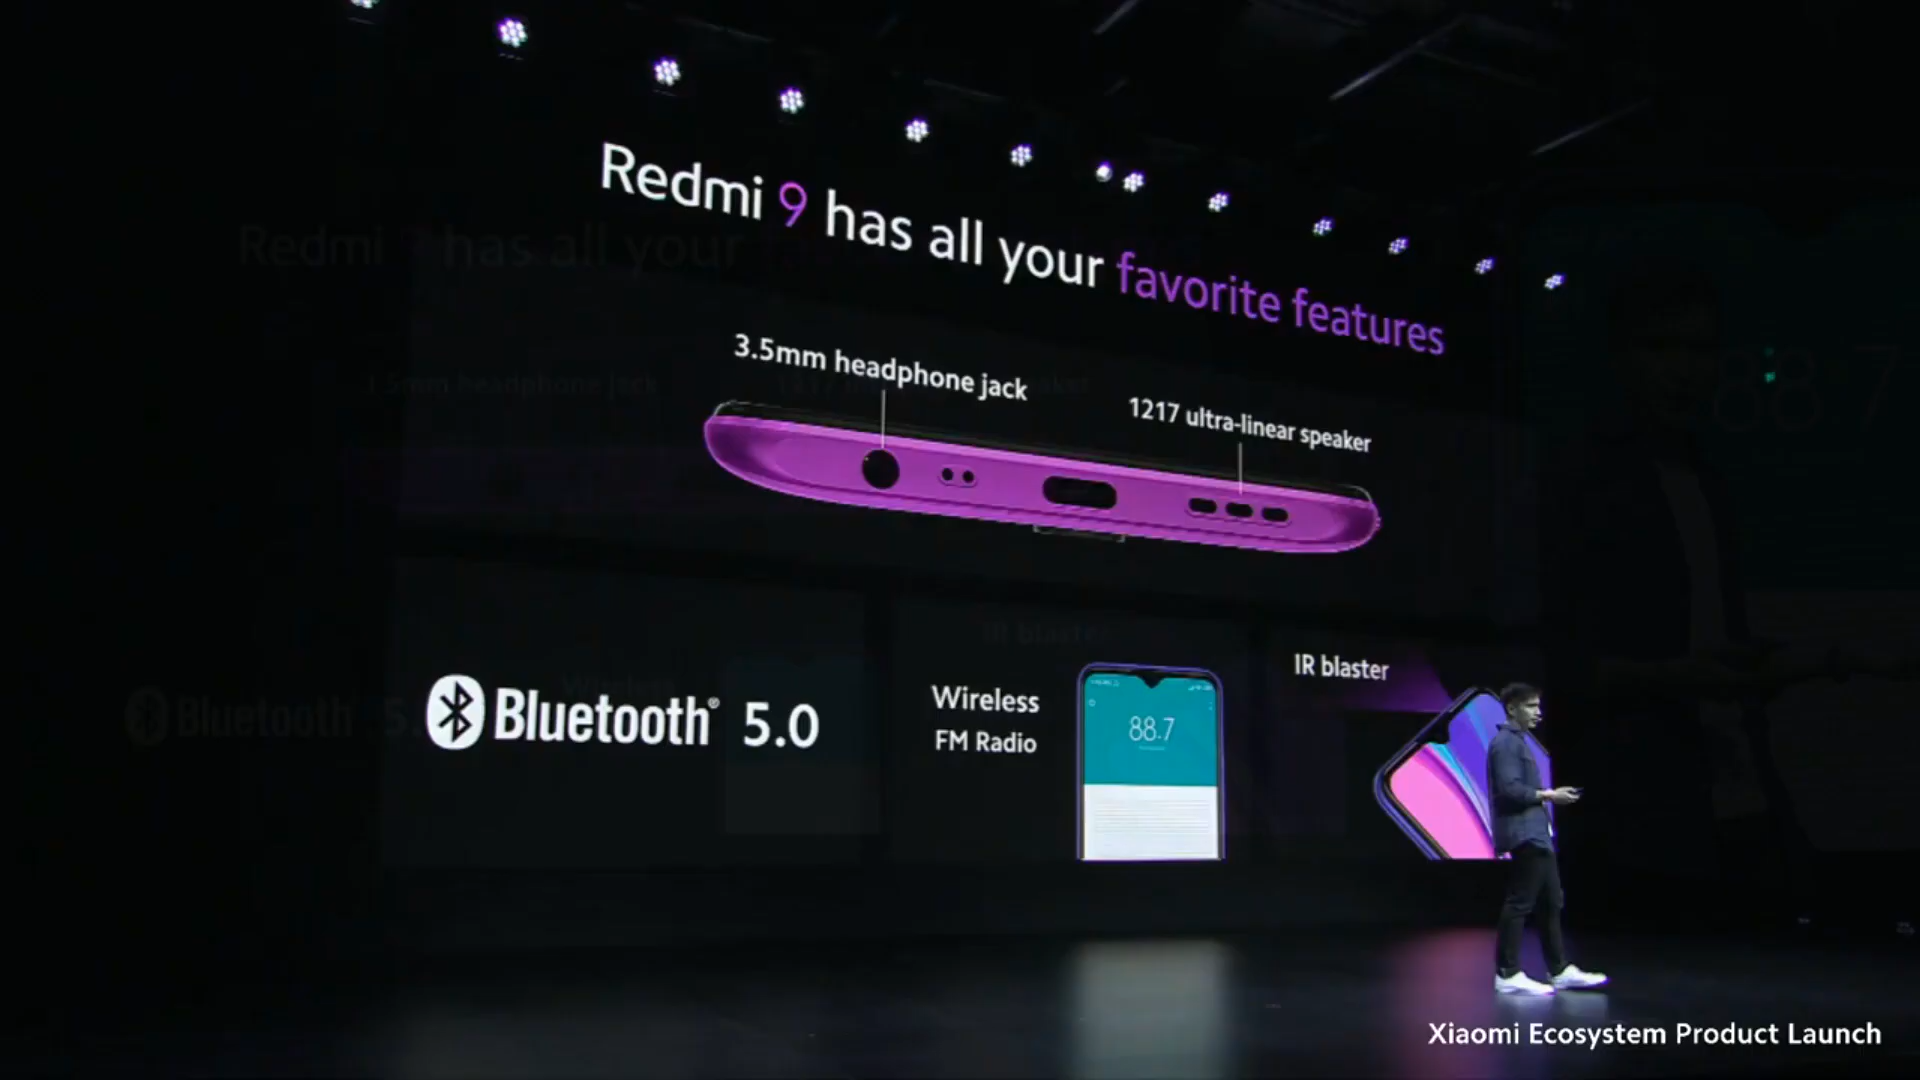 Redmi 9 has all your favorite features
3.5mm headphone jack
1217 ultra-linear speaker
Bluetooth® 5.0
Wireless
FM Radio
88.7
IR blaster
Xiaomi Ecosystem Product Launch